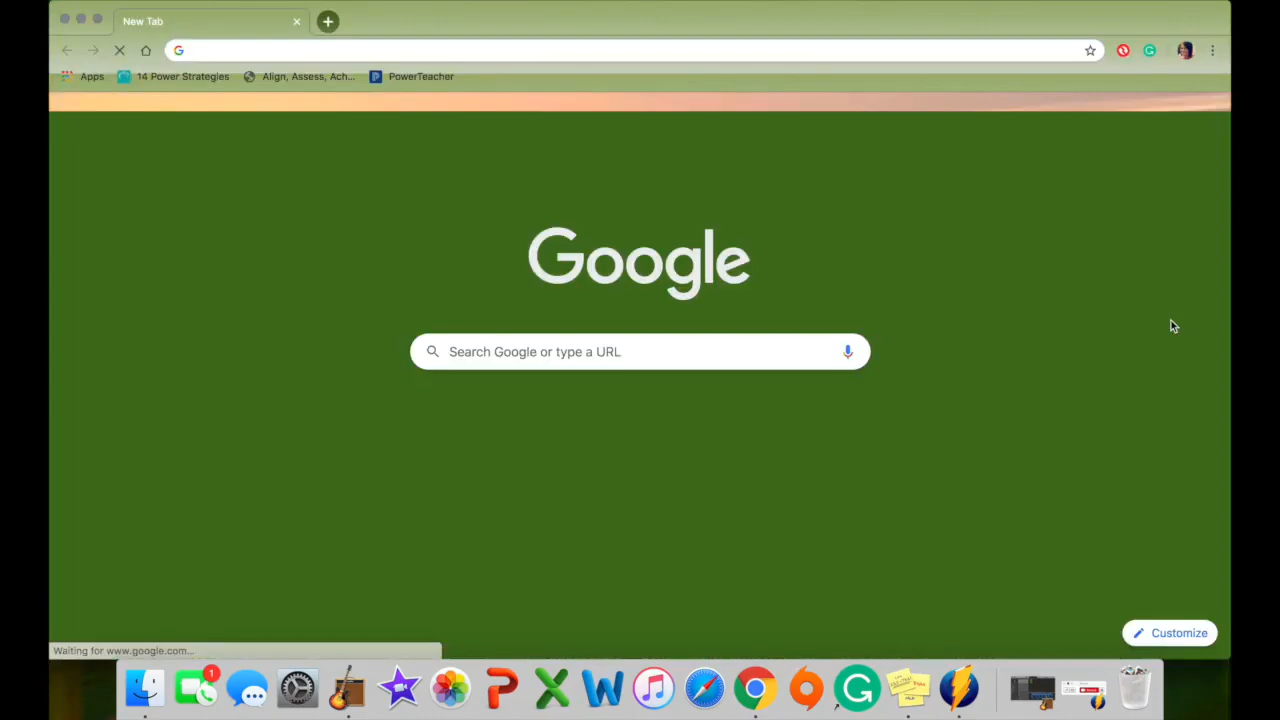 New Tab
Apps 14 Power Strategies Align, Assess, Ach... PowerTeacher
Google
Search Google or type a URL
Customize
Waiting for www.google.com...
1